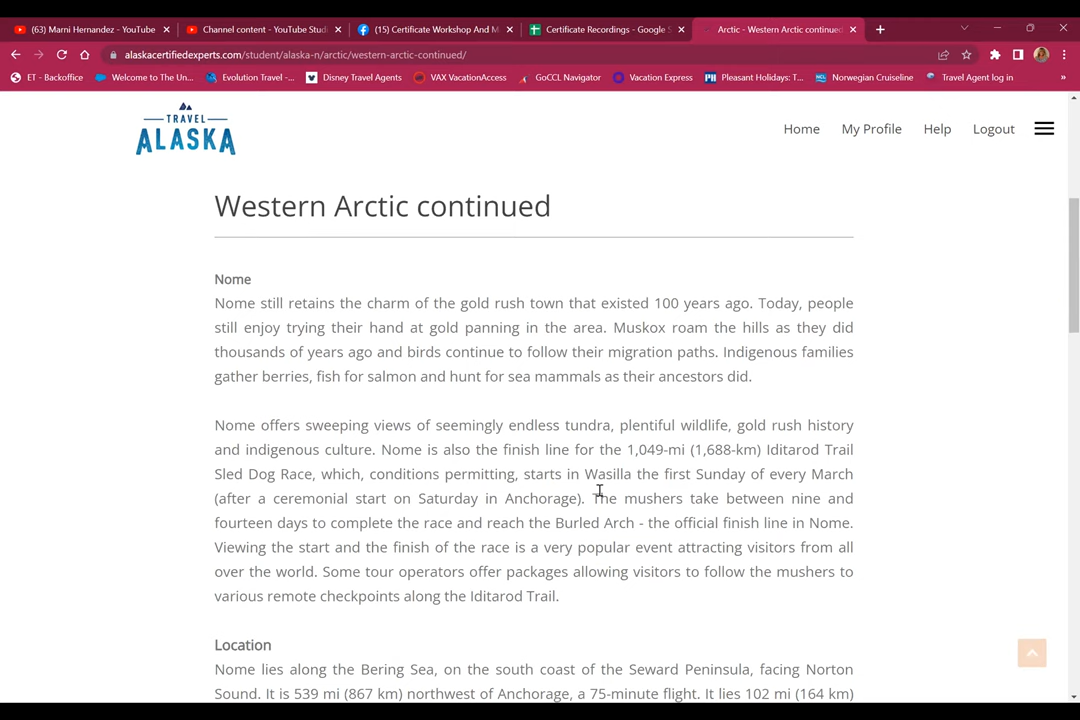 (63) Marni Hernandez - YouTube
Channel content - YouTube Stud
(15) Certificate Workshop And M
Certificate Recordings - Google S
Arctic - Western Arctic continued
alaskacertifiedexperts.com/student/alaska-n/arctic/western-arctic-continued/
ET - Backoffice
Welcome to The Un...
Evolution Travel -...
Disney Travel Agents
VAX VacationAccess
GoCCL Navigator
Vacation Express
Pleasant Holidays: T...
Norwegian Cruiseline
Travel Agent log in
TRAVEL
ALASKA
Home
My Profile
Help
Logout
Western Arctic continued
Nome
Nome still retains the charm of the gold rush town that existed 100 years ago. Today, people
still enjoy trying their hand at gold panning in the area. Muskox roam the hills as they did
thousands of years ago and birds continue to follow their migration paths. Indigenous families
gather berries, fish for salmon and hunt for sea mammals as their ancestors did.
Nome offers sweeping views of seemingly endless tundra, plentiful wildlife, gold rush history
and indigenous culture. Nome is also the finish line for the 1,049-mi (1,688-km) Iditarod Trail
Sled Dog Race, which, conditions permitting, starts in Wasilla the first Sunday of every March
(after a ceremonial start on Saturday in Anchorage). The mushers take between nine and
fourteen days to complete the race and reach the Burled Arch - the official finish line in Nome.
Viewing the start and the finish of the race is a very popular event attracting visitors from all
over the world. Some tour operators offer packages allowing visitors to follow the mushers to
various remote checkpoints along the Iditarod Trail.
Location
Nome lies along the Bering Sea, on the south coast of the Seward Peninsula, facing Norton
Sound. It is 539 mi (867 km) northwest of Anchorage, a 75-minute flight. It lies 102 mi (164 km)